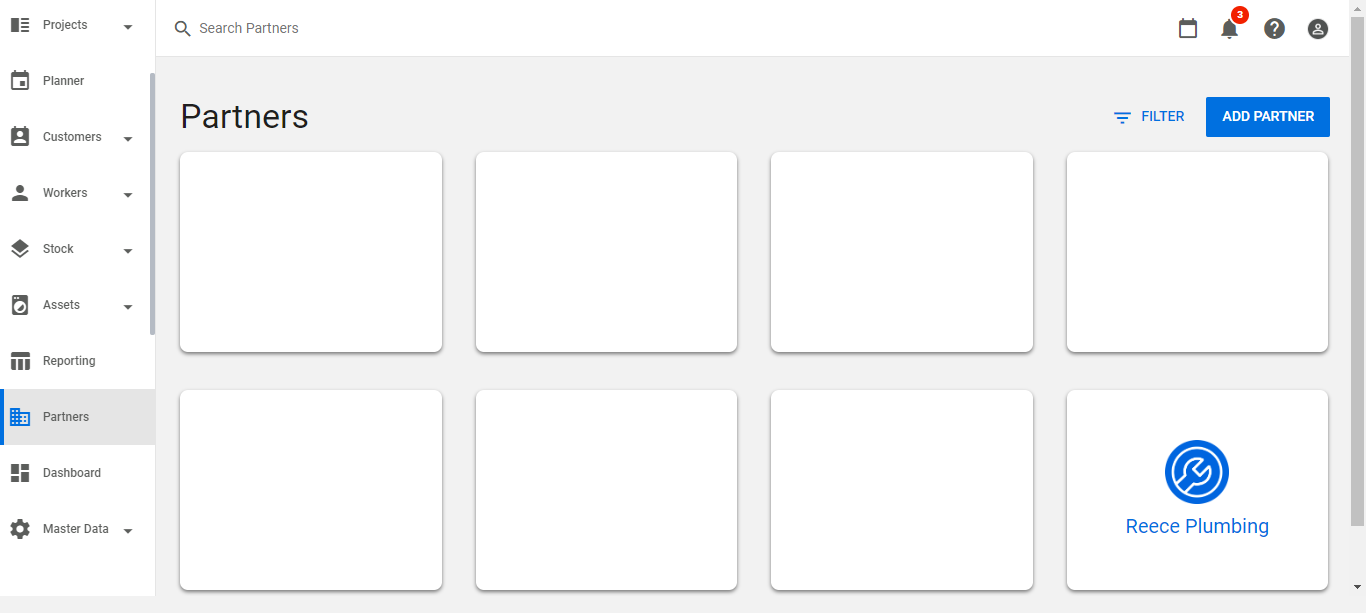 Projects
Planner
Customers
Workers
Stock
Assets
Reporting
Partners
Dashboard
Master Data
Search Partners
3
Partners
FILTER
ADD PARTNER
Reece Plumbing